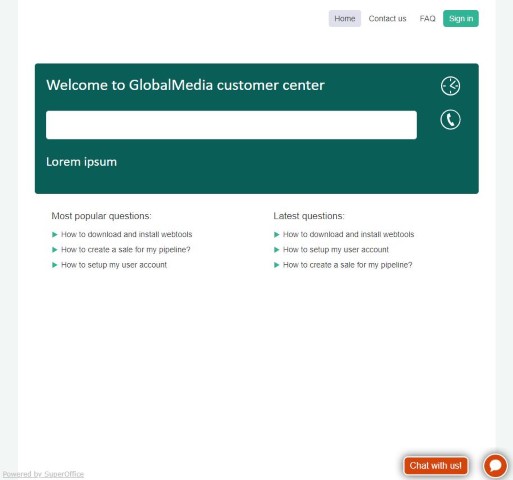 Home Contact us FAQ Sign in
Welcome to GlobalMedia customer center
Lorem ipsum
Most popular questions:
How to download and install webtools
How to create a sale for my pipeline?
How to setup my user account
Latest questions:
How to download and install webtools
How to setup my user account
How to create a sale for my pipeline?
Chat with us!
Powered by SuperOffice